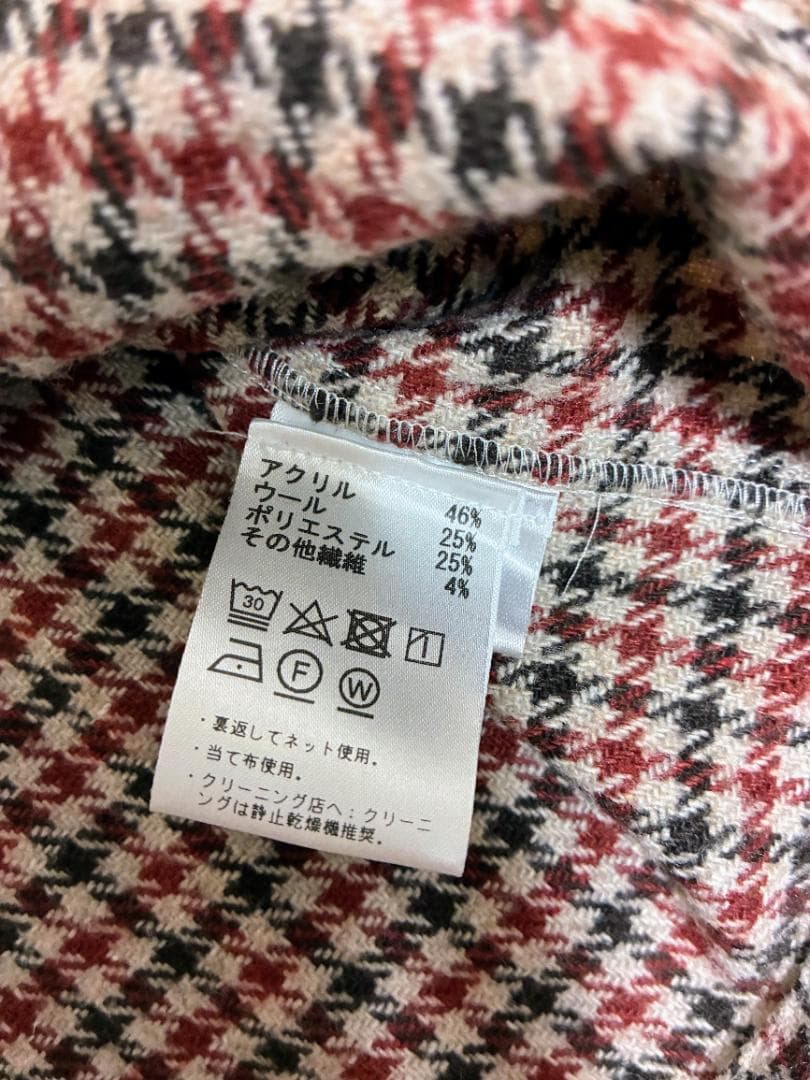 アクリル 46%
ウール 25%
ポリエステル 25%
その他繊維 4%
30
F W
・裏返してネット使用.
・当て布使用.
・クリーニング店へ：クリーニ
ングは静止乾燥機推奨.